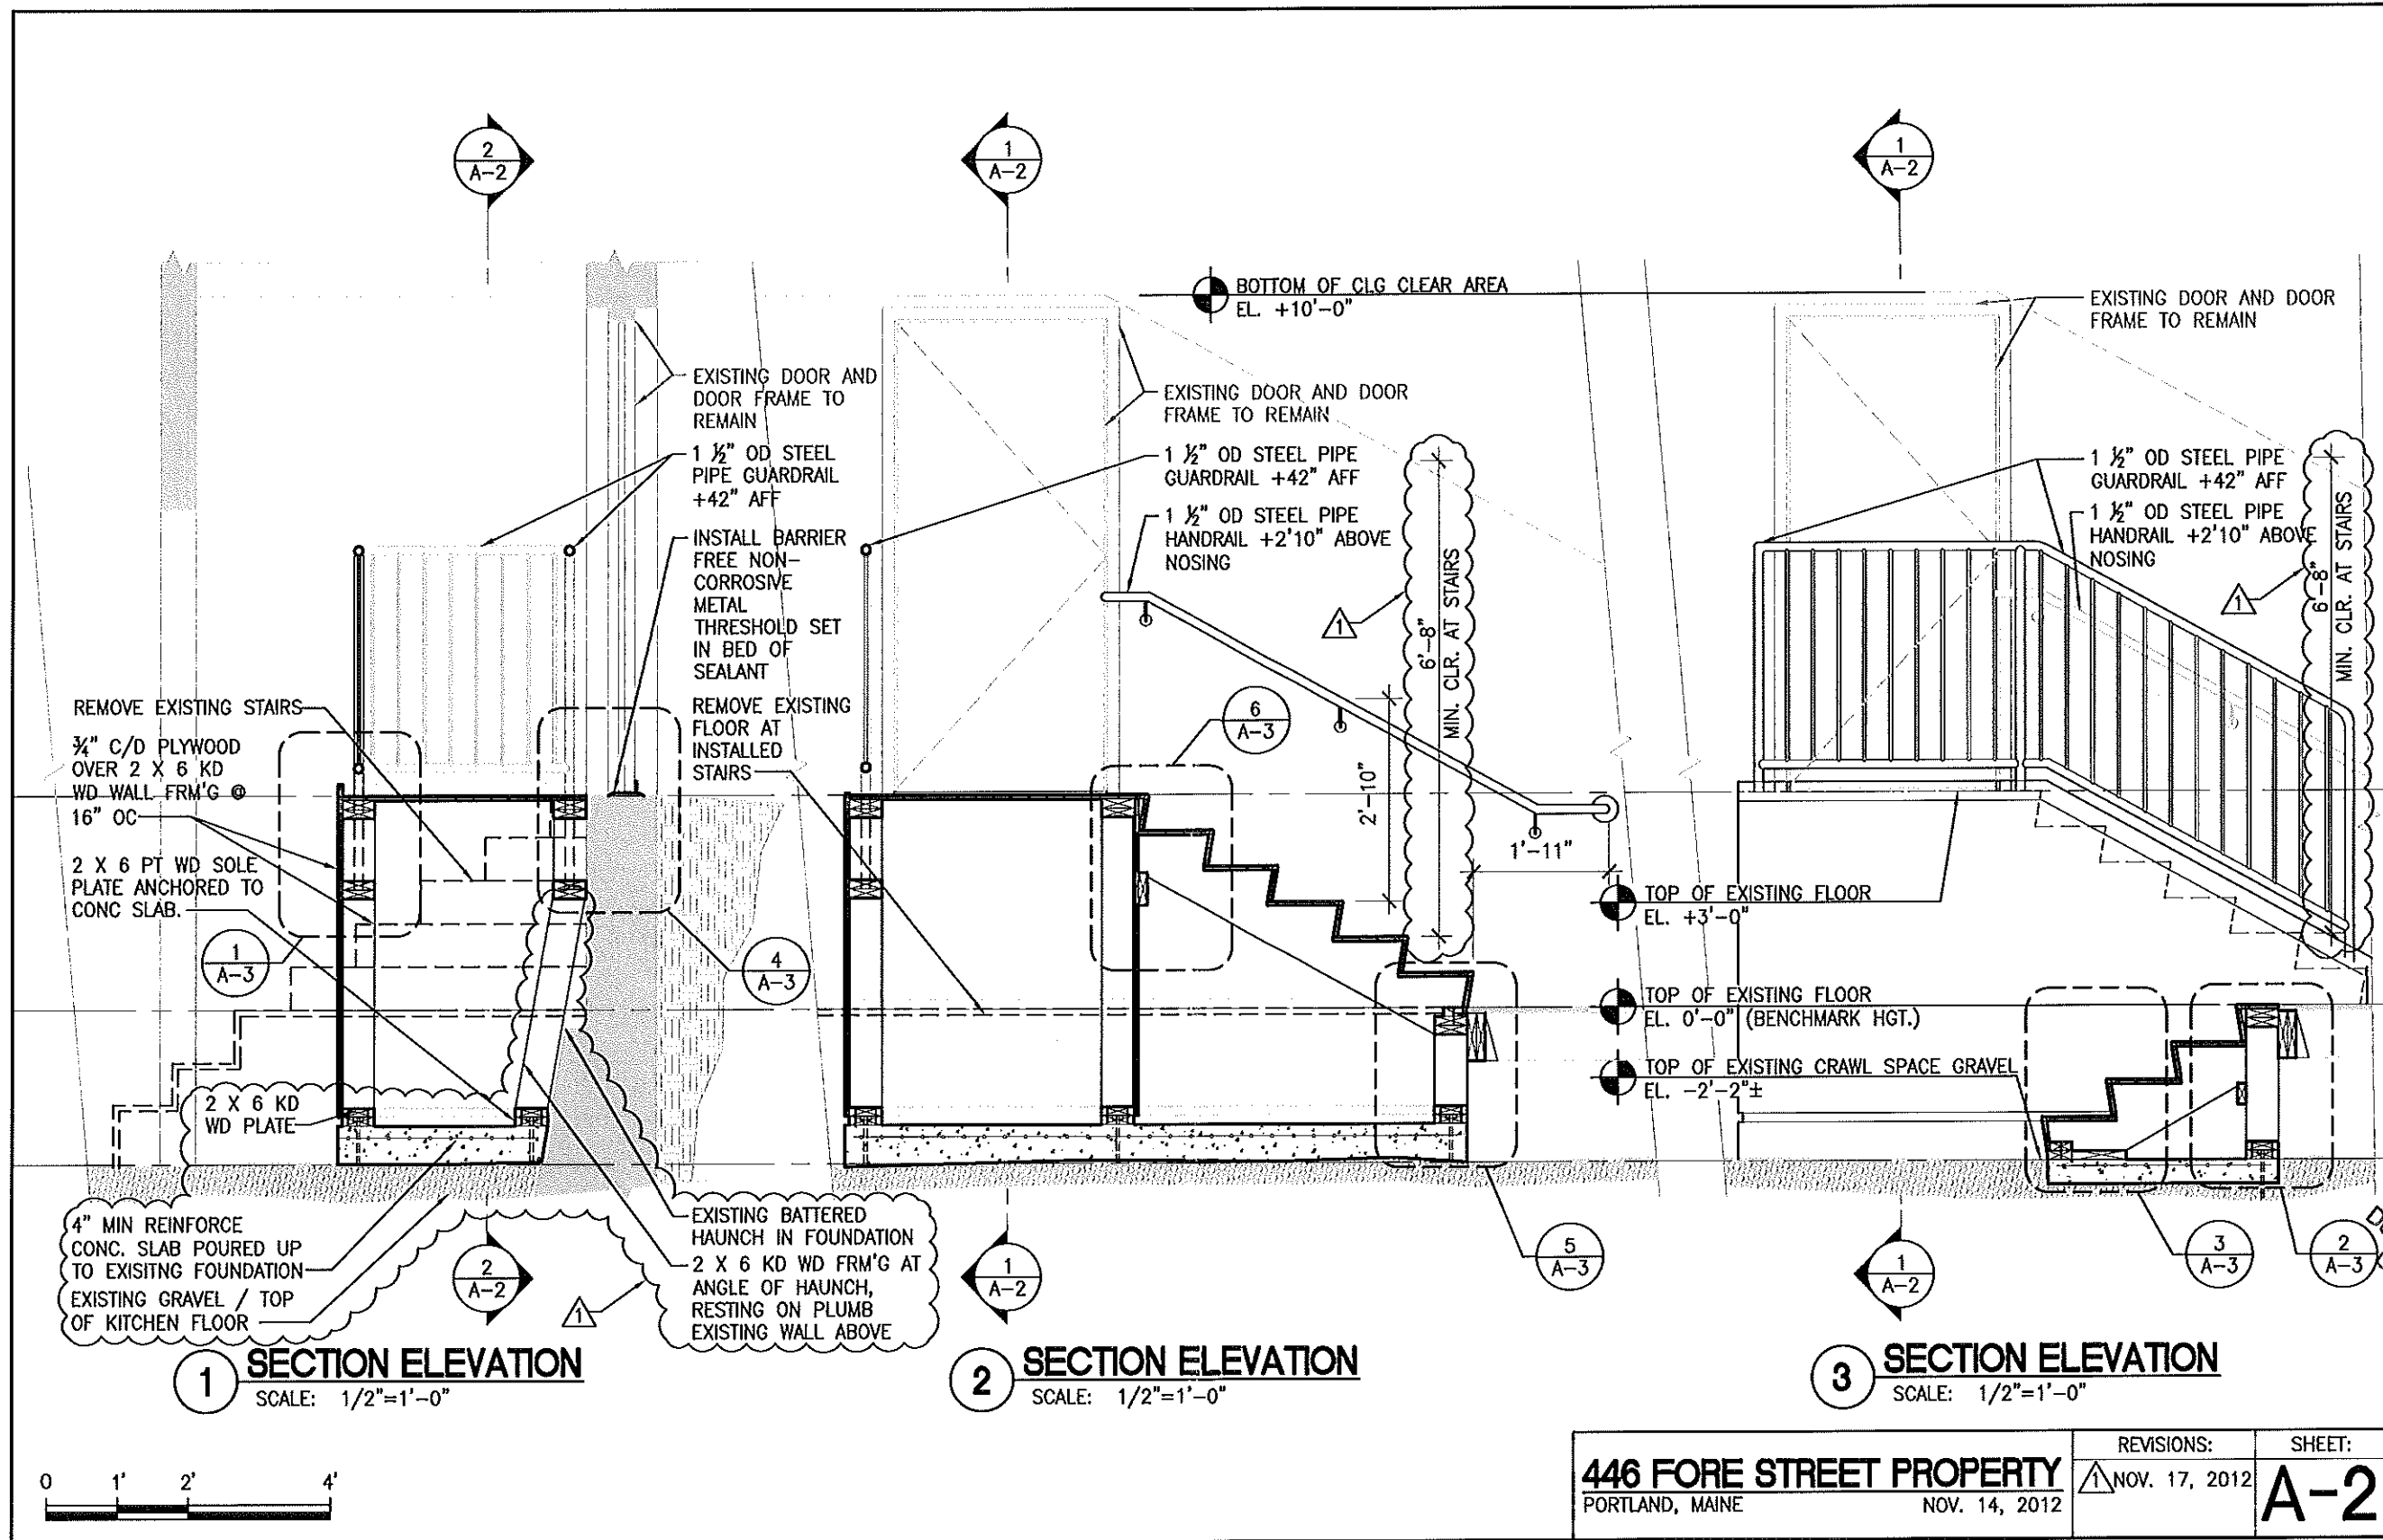 2
A-2
1
A-2
1
A-2
BOTTOM OF CLG CLEAR AREA
EL. +10'-0"
EXISTING DOOR AND
DOOR FRAME TO
REMAIN
1 ½" OD STEEL
PIPE GUARDRAIL
+42" AFF
INSTALL BARRIER
FREE NON-
CORROSIVE
METAL
THRESHOLD SET
IN BED OF
SEALANT
REMOVE EXISTING
FLOOR AT
INSTALLED
STAIRS
REMOVE EXISTING STAIRS
¾" C/D PLYWOOD
OVER 2 X 6 KD
WD WALL FRM'G @
16" OC
2 X 6 PT WD SOLE
PLATE ANCHORED TO
CONC SLAB.
1
A-3
4
A-3
2 X 6 KD
WD PLATE
4" MIN REINFORCE
CONC. SLAB POURED UP
TO EXISITNG FOUNDATION
EXISTING GRAVEL / TOP
OF KITCHEN FLOOR
EXISTING BATTERED
HAUNCH IN FOUNDATION
2 X 6 KD WD FRM'G AT
ANGLE OF HAUNCH,
RESTING ON PLUMB
EXISTING WALL ABOVE
1
2
A-2
1 SECTION ELEVATION
SCALE: 1/2"=1'-0"
EXISTING DOOR AND DOOR
FRAME TO REMAIN
1 ½" OD STEEL PIPE
GUARDRAIL +42" AFF
1 ½" OD STEEL PIPE
HANDRAIL +2'10" ABOVE
NOSING
1
6'-8"
MIN. CLR. AT STAIRS
6
A-3
2'-10"
1'-11"
5
A-3
1
A-2
2 SECTION ELEVATION
SCALE: 1/2"=1'-0"
EXISTING DOOR AND DOOR
FRAME TO REMAIN
1 ½" OD STEEL PIPE
GUARDRAIL +42" AFF
1 ½" OD STEEL PIPE
HANDRAIL +2'10" ABOVE
NOSING
1
6'-8"
MIN. CLR. AT STAIRS
TOP OF EXISTING FLOOR
EL. +3'-0"
TOP OF EXISTING FLOOR
EL. 0'-0" (BENCHMARK HGT.)
TOP OF EXISTING CRAWL SPACE GRAVEL
EL. -2'-2"±
3
A-3
2
A-3
1
A-2
3 SECTION ELEVATION
SCALE: 1/2"=1'-0"
0 1' 2' 4'
446 FORE STREET PROPERTY
PORTLAND, MAINE NOV. 14, 2012
REVISIONS:
1 NOV. 17, 2012
SHEET:
A-2